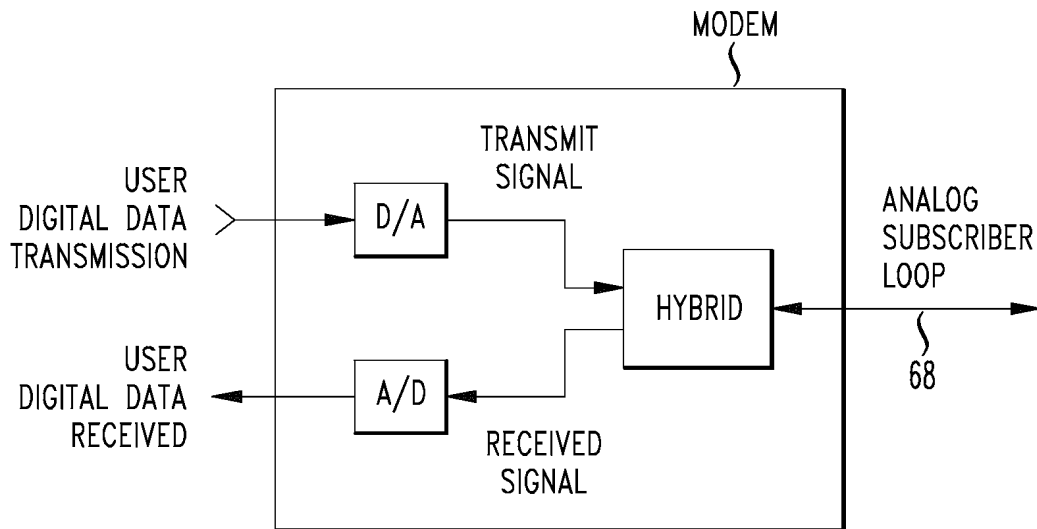 MODEM
TRANSMIT
SIGNAL
USER
DIGITAL DATA
TRANSMISSION
D/A
ANALOG
SUBSCRIBER
LOOP
HYBRID
68
USER
DIGITAL DATA
RECEIVED
A/D
RECEIVED
SIGNAL